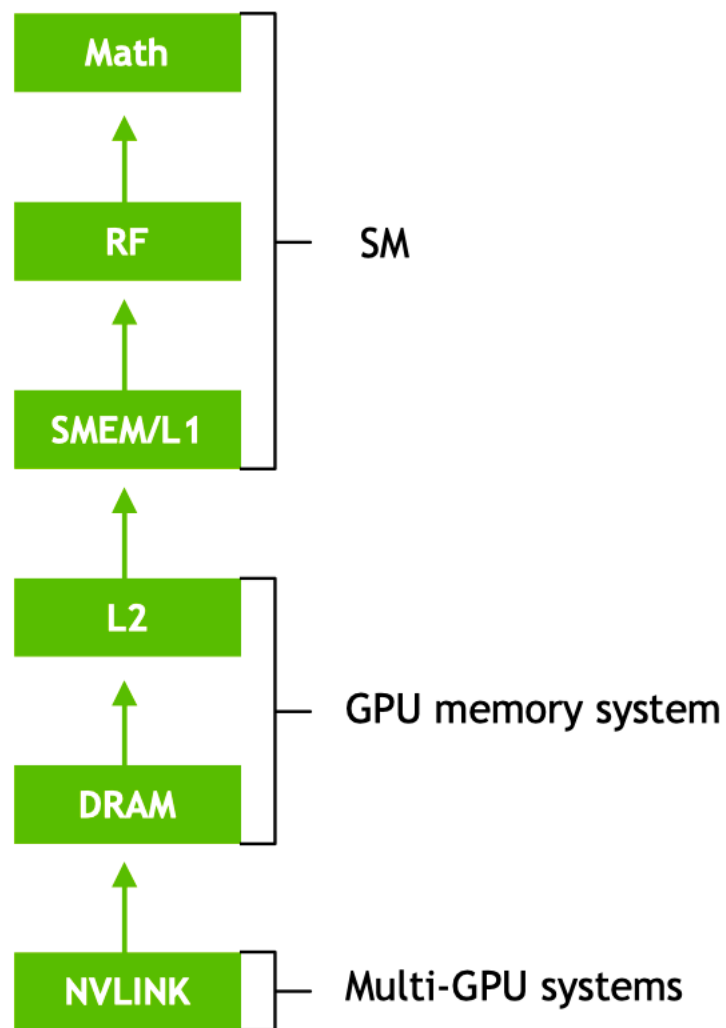 Math
RF
SM
SMEM/L1
L2
GPU memory system
DRAM
NVLINK
Multi-GPU systems